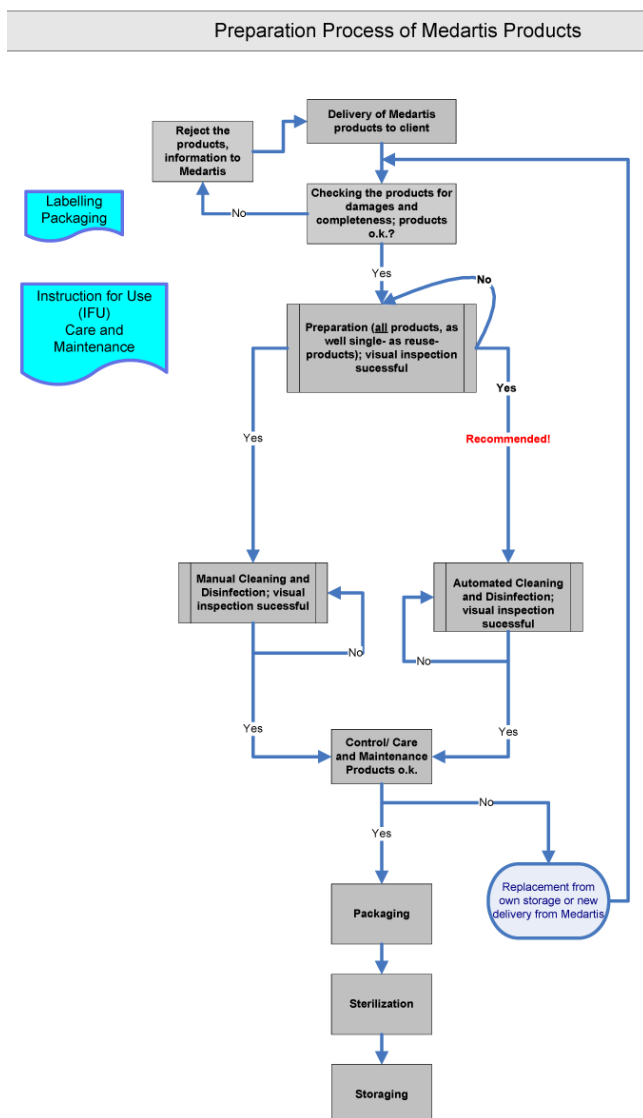 Preparation Process of Medartis Products
Delivery of Medartis
products to client
Reject the
products,
information to
Medartis
Labelling
Packaging
No
Checking the products for
damages and
completeness; products
o.k.?
Yes
No
Instruction for Use
(IFU)
Care and
Maintenance
Preparation (all products, as
well single- as reuse-
products); visual inspection
sucessful
Yes
Yes
Recommended!
Manual Cleaning and
Disinfection; visual
inspection sucessful
Automated Cleaning
and Disinfection;
visual inspection
sucessful
No
No
Yes
Yes
Control/ Care
and Maintenance
Products o.k.
No
Yes
Replacement from
own storage or new
delivery from Medartis
Packaging
Sterilization
Storaging